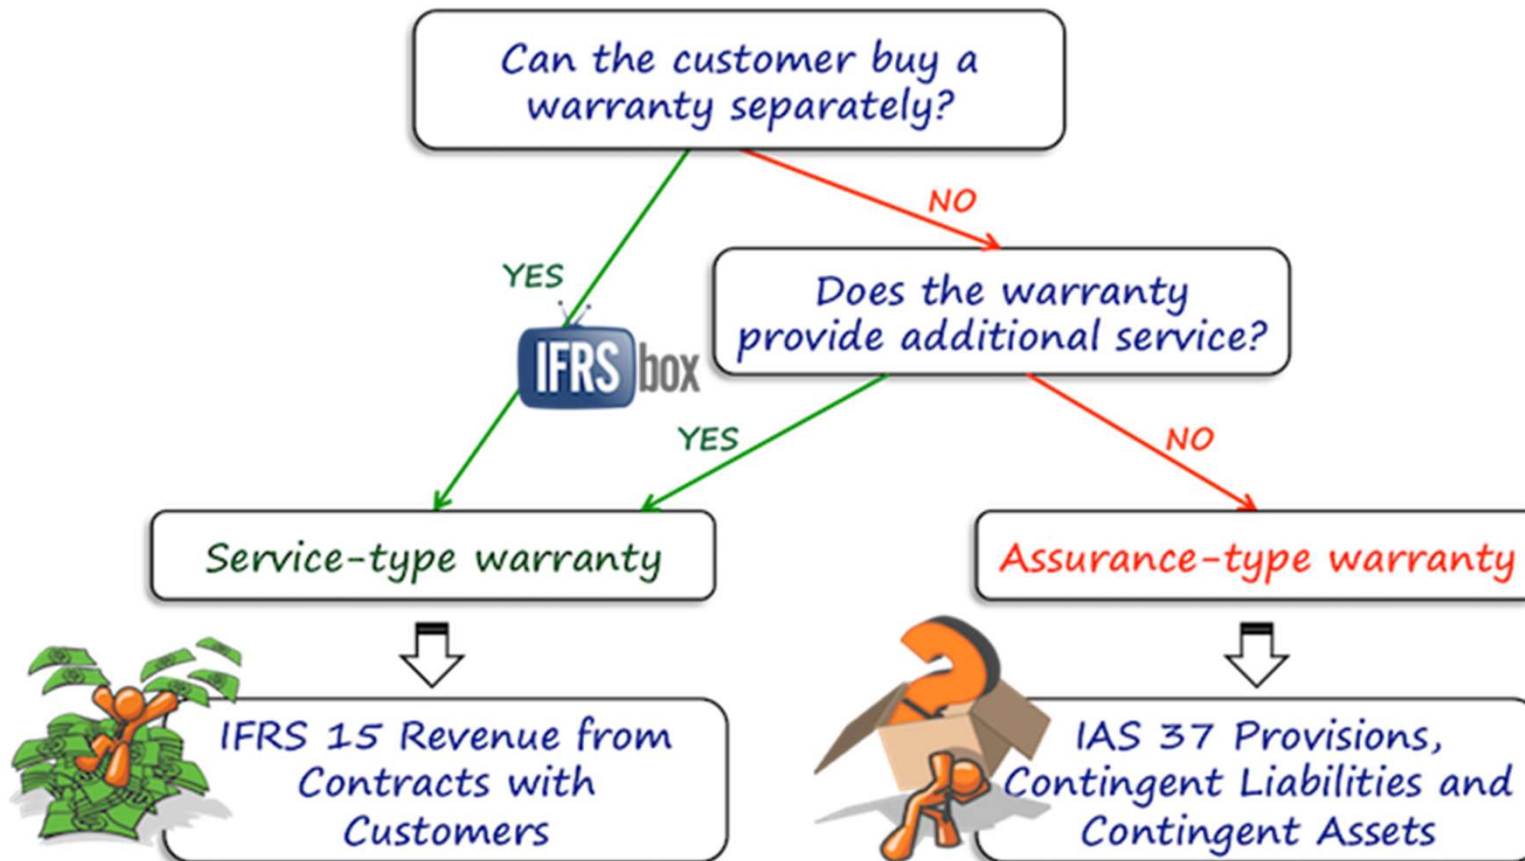 Can the customer buy a
warranty separately?
NO
YES
Does the warranty
provide additional service?
IFRS box
YES
NO
Service-type warranty
Assurance-type warranty
IFRS 15 Revenue from
Contracts with
Customers
IAS 37 Provisions,
Contingent Liabilities and
Contingent Assets